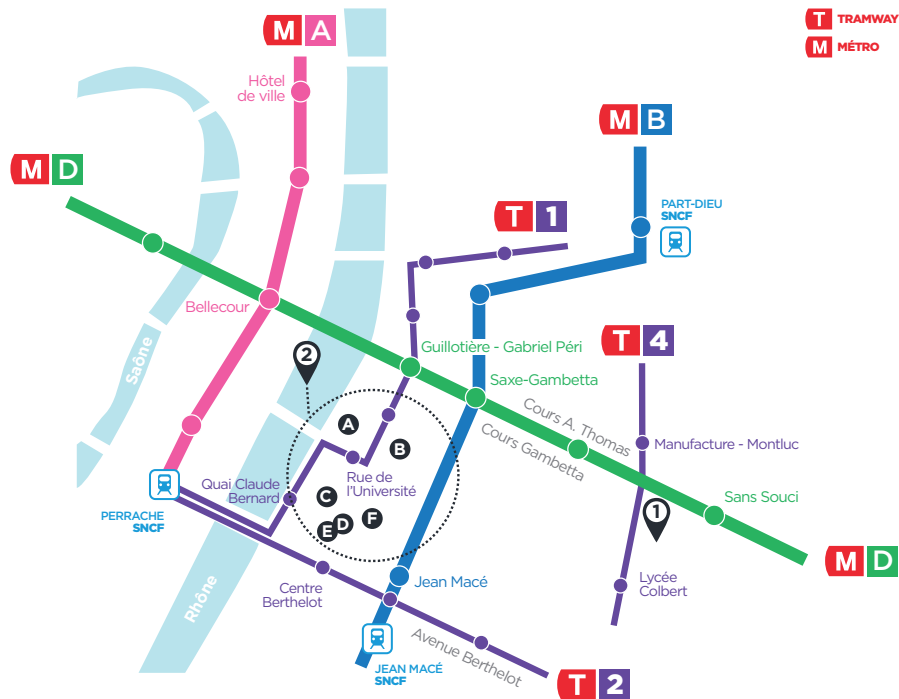 T TRAMWAY
M MÉTRO
M A
Hôtel
de ville
M B
M D
PART-DIEU
SNCF
T 1
Bellecour
Saône
Guillotière - Gabriel Péri
T 4
2
Saxe-Gambetta
Cours A. Thomas
Cours Gambetta
A
B
Manufacture - Montluc
Rue de
l'Université
Quai Claude
Bernard
C
D
E
F
Sans Souci
1
PERRACHE
SNCF
M D
Jean Macé
Lycée
Colbert
Centre
Berthelot
Rhône
Avenue Berthelot
JEAN MACÉ
SNCF
T 2